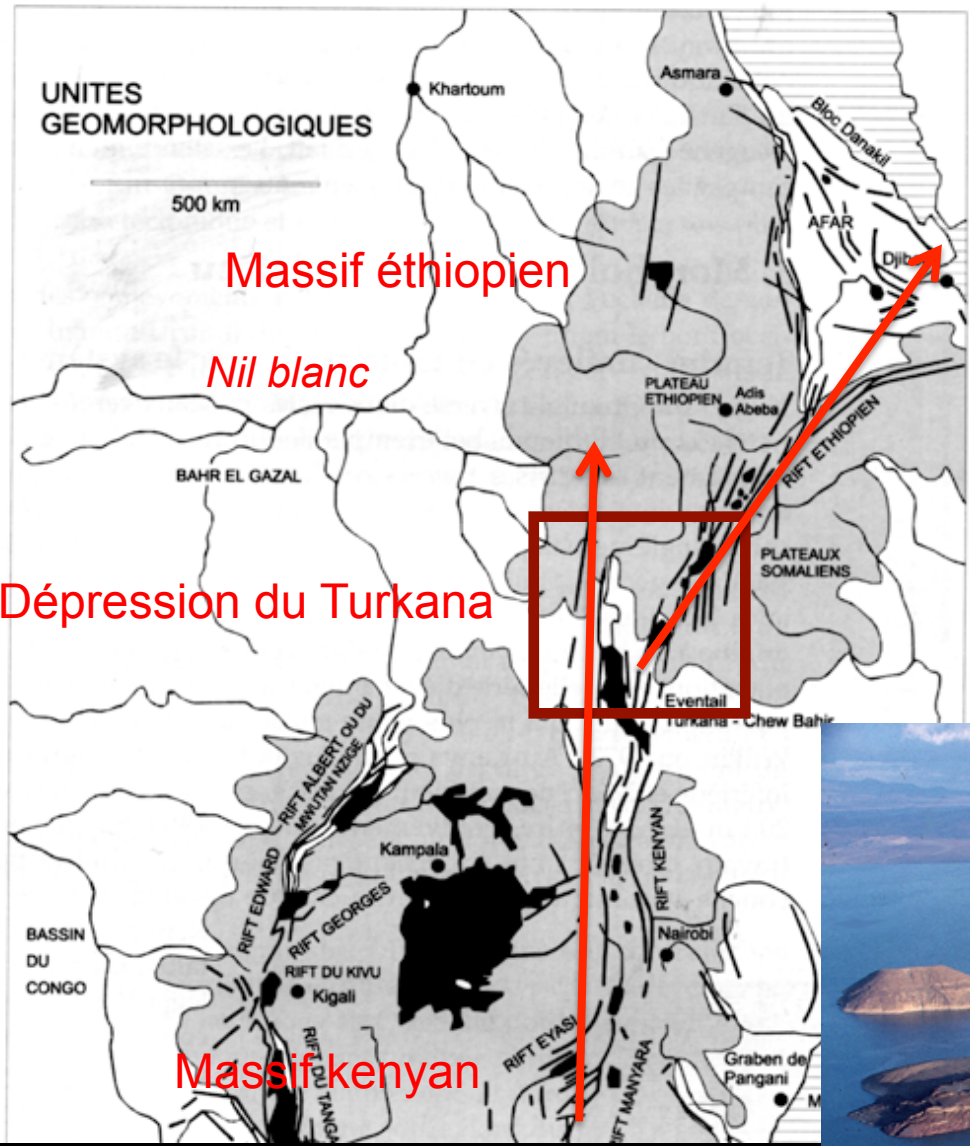 UNITES
GEOMORPHOLOGIQUES
500 km
Khartoum
Asmara
Bloc Danakil
AFAR
Massif éthiopien
Nil blanc
PLATEAU
ETHIOPIEN
Adis
Abeba
RIFT ETHIOPIEN
BAHR EL GAZAL
PLATEAUX
SOMALIENS
Dépression du Turkana
Eventail
Turkana - Chew Bahir
RIFT ALBERT OU DU
MWUTAN NZIGE
Kampala
RIFT EDWARD
RIFT GEORGES
RIFT KENYAN
BASSIN
DU
CONGO
Nairobi
RIFT DU KIVU
Kigali
Massif kenyan
RIFT EYASI
RIFT MANYARA
RIFT DU TANGA
Graben de
Pangani